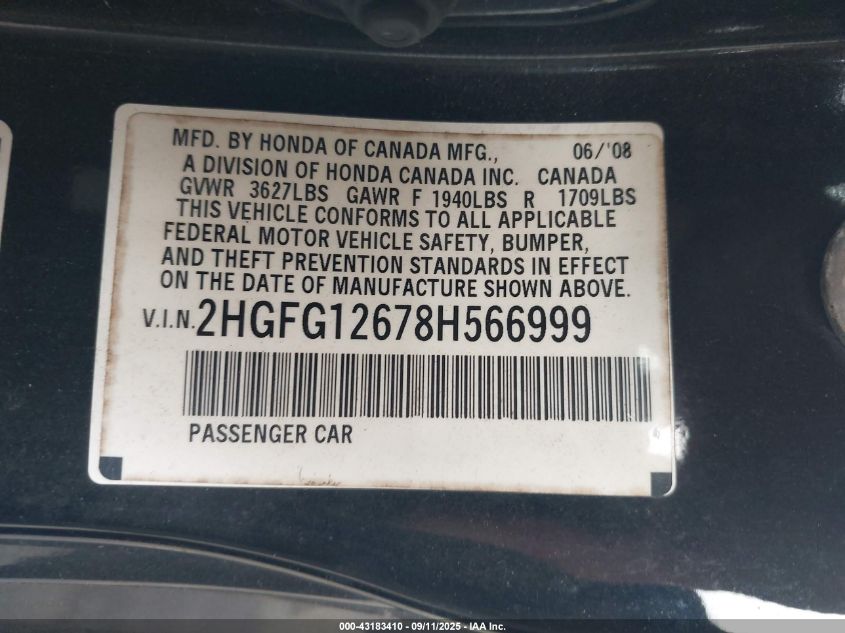 MFD. BY HONDA OF CANADA MFG., 06/'08
A DIVISION OF HONDA CANADA INC. CANADA
GVWR 3627LBS GAWR F 1940LBS R 1709LBS
THIS VEHICLE CONFORMS TO ALL APPLICABLE
FEDERAL MOTOR VEHICLE SAFETY, BUMPER,
AND THEFT PREVENTION STANDARDS IN EFFECT
ON THE DATE OF MANUFACTURE SHOWN ABOVE.
V.I.N. 2HGFG12678H566999
PASSENGER CAR
000-43183410 - 09/11/2025 - IAA Inc.